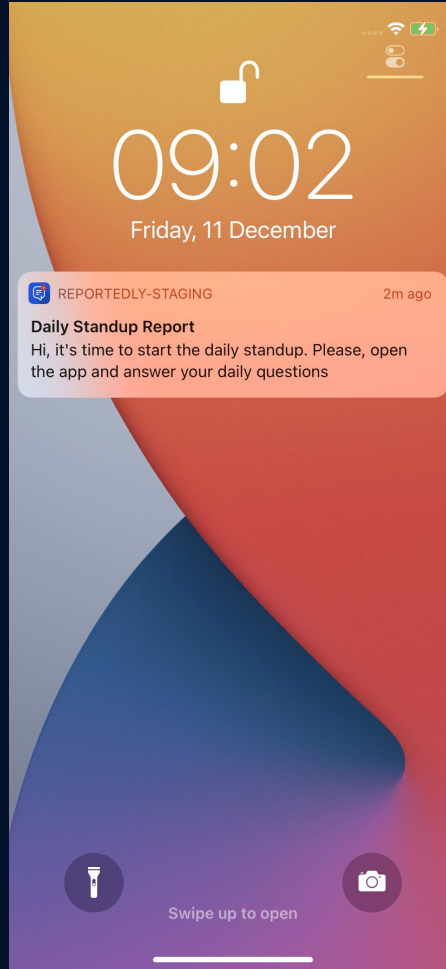 09:02
Friday, 11 December
REPORTEDLY-STAGING 2m ago
Daily Standup Report
Hi, it's time to start the daily standup. Please, open
the app and answer your daily questions
Swipe up to open